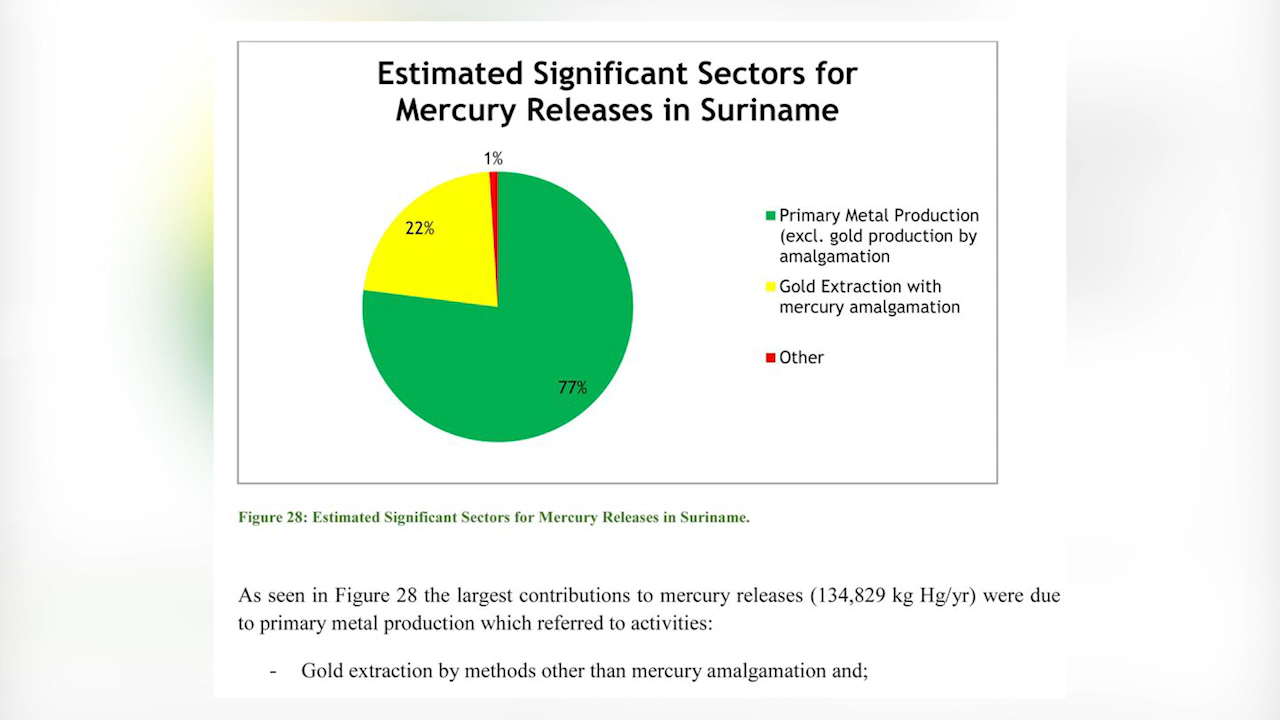 Estimated Significant Sectors for
Mercury Releases in Suriname
1%
22%
77%
Primary Metal Production
(excl. gold production by
amalgamation
Gold Extraction with
mercury amalgamation
Other
Figure 28: Estimated Significant Sectors for Mercury Releases in Suriname.
As seen in Figure 28 the largest contributions to mercury releases (134,829 kg Hg/yr) were due
to primary metal production which referred to activities:
- Gold extraction by methods other than mercury amalgamation and;